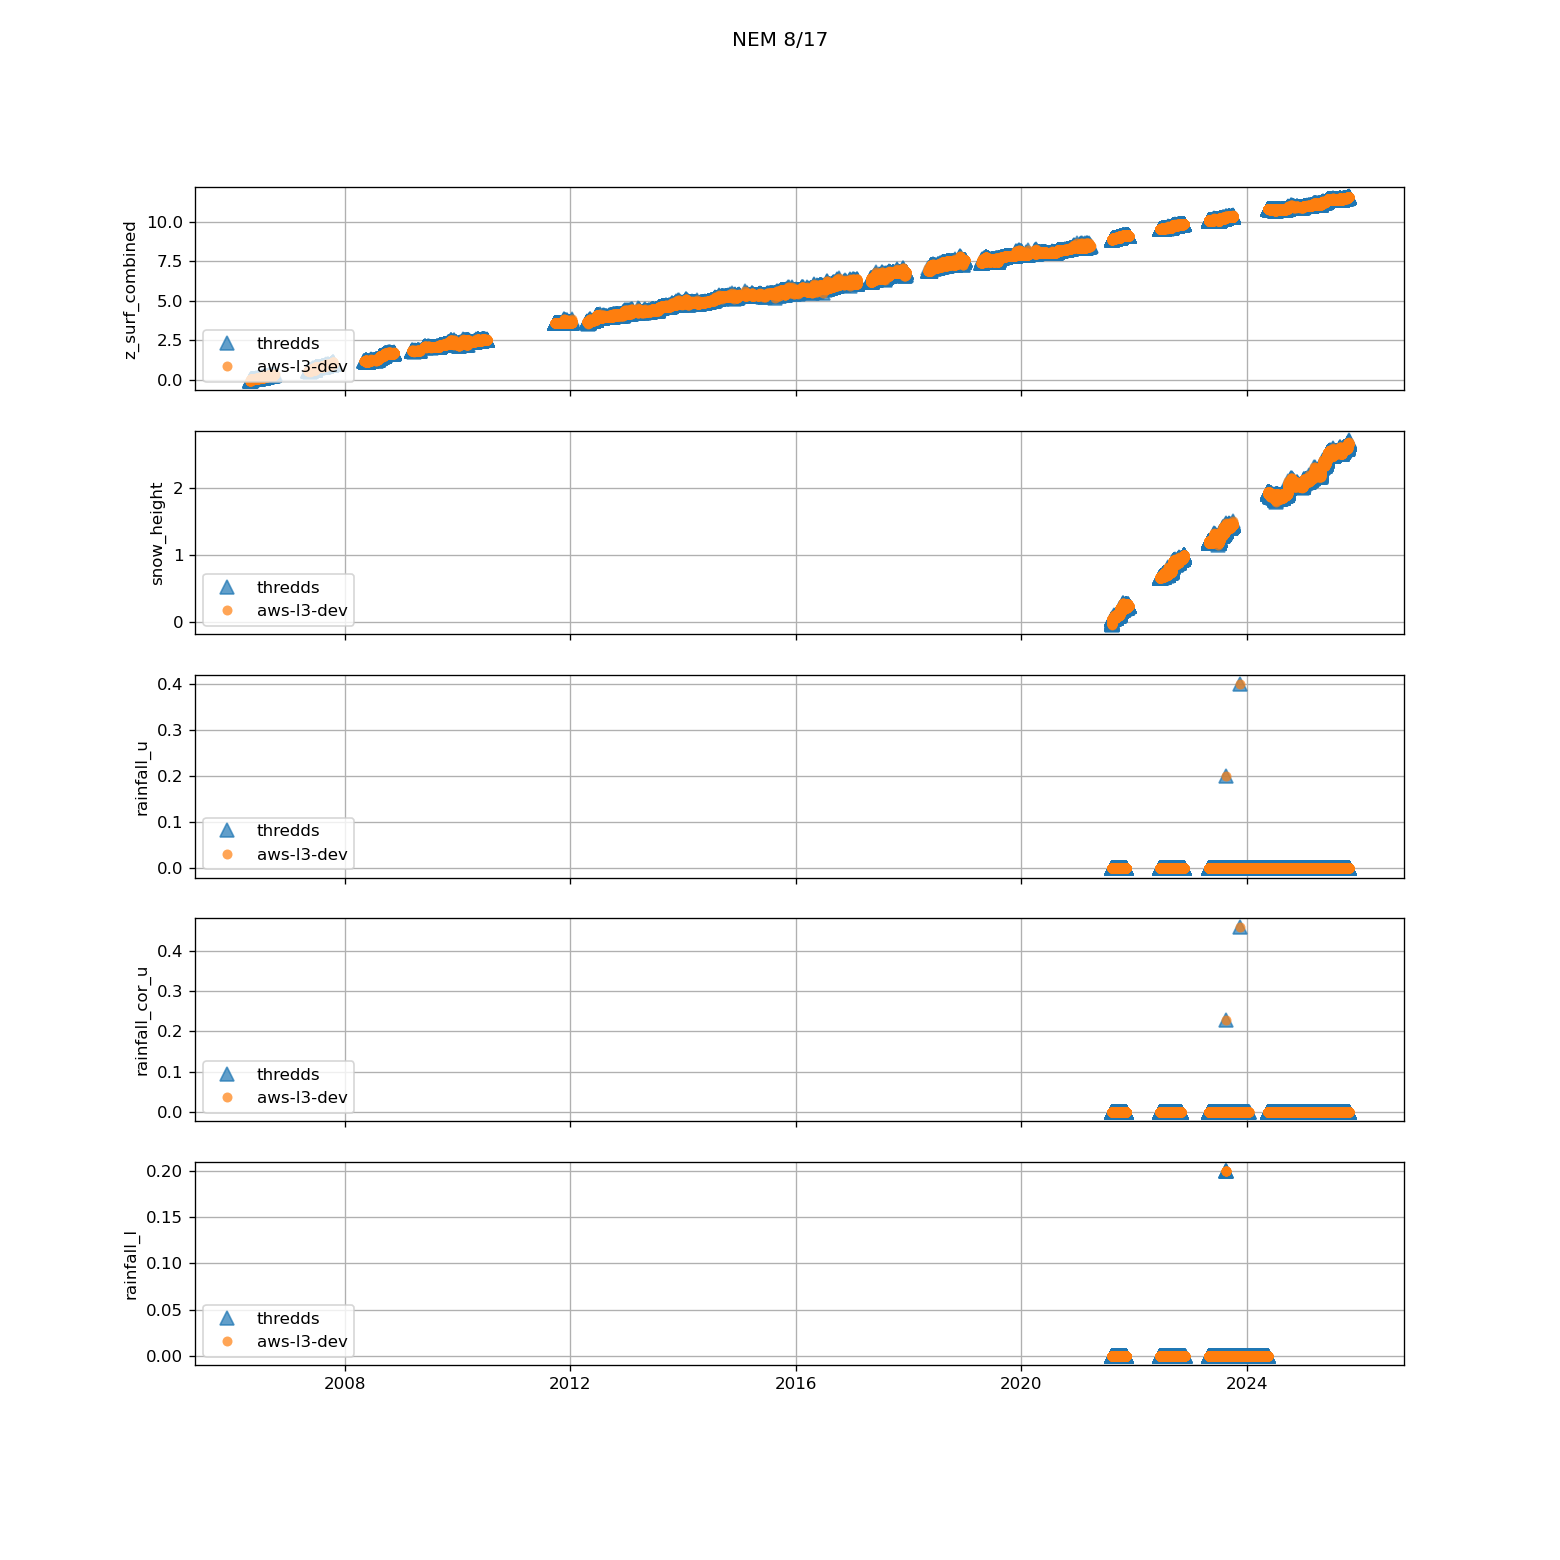 NEM 8/17
z_surf_combined
10.0
7.5
5.0
2.5
0.0
thredds
aws-l3-dev
snow_height
2
1
0
thredds
aws-l3-dev
rainfall_u
0.4
0.3
0.2
0.1
0.0
thredds
aws-l3-dev
rainfall_cor_u
0.4
0.3
0.2
0.1
0.0
thredds
aws-l3-dev
rainfall_l
0.20
0.15
0.10
0.05
0.00
thredds
aws-l3-dev
2008 2012 2016 2020 2024